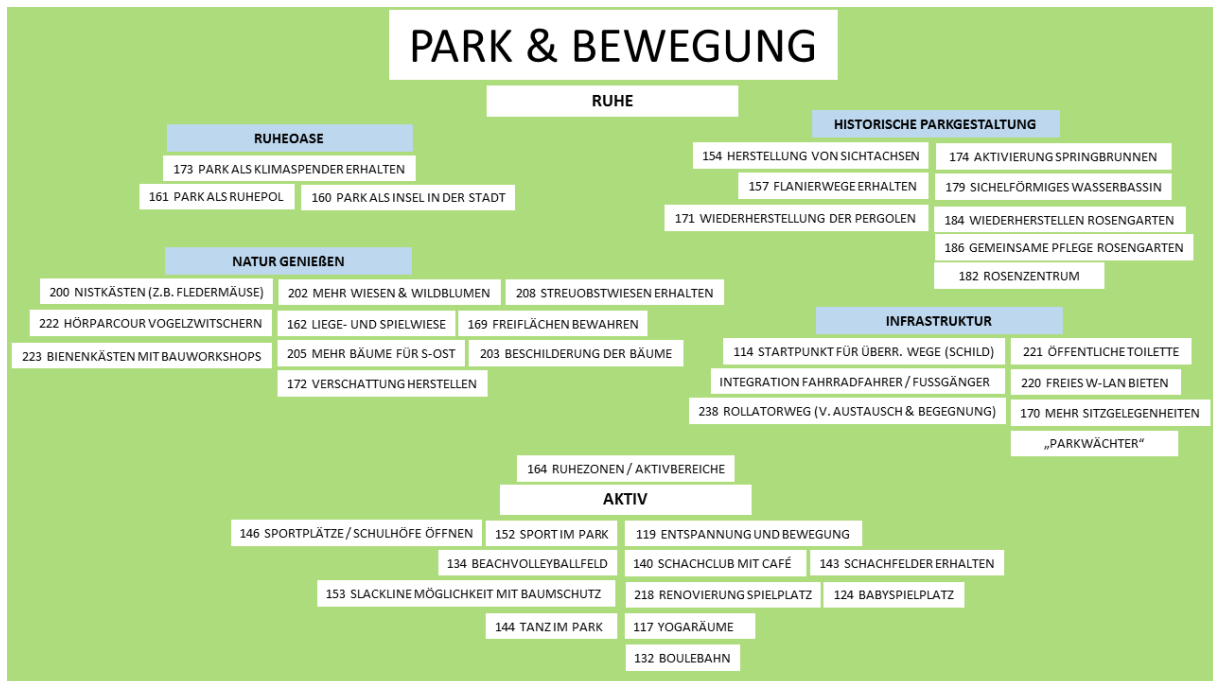 PARK & BEWEGUNG
RUHE
RUHEOASE
173 PARK ALS KLIMASPENDER ERHALTEN
161 PARK ALS RUHEPOL
160 PARK ALS INSEL IN DER STADT
HISTORISCHE PARKGESTALTUNG
154 HERSTELLUNG VON SICHTACHSEN
174 AKTIVIERUNG SPRINGBRUNNEN
157 FLANIERWEGE ERHALTEN
179 SICHELFÖRMIGES WASSERBASSIN
171 WIEDERHERSTELLUNG DER PERGOLEN
184 WIEDERHERSTELLEN ROSENGARTEN
186 GEMEINSAME PFLEGE ROSENGARTEN
182 ROSENZENTRUM
NATUR GENIEßEN
200 NISTKÄSTEN (Z.B. FLEDERMÄUSE)
202 MEHR WIESEN & WILDBLUMEN
208 STREUOBSTWIESEN ERHALTEN
222 HÖRPARCOUR VOGELZWITSCHERN
162 LIEGE- UND SPIELWIESE
169 FREIFLÄCHEN BEWAHREN
223 BIENENKÄSTEN MIT BAUWORKSHOPS
205 MEHR BÄUME FÜR S-OST
203 BESCHILDERUNG DER BÄUME
172 VERSCHATTUNG HERSTELLEN
INFRASTRUKTUR
114 STARTPUNKT FÜR ÜBERR. WEGE (SCHILD)
221 ÖFFENTLICHE TOILETTE
INTEGRATION FAHRRADFAHRER / FUSSGÄNGER
220 FREIES W-LAN BIETEN
238 ROLLATORWEG (V. AUSTAUSCH & BEGEGNUNG)
170 MEHR SITZGELEGENHEITEN
„PARKWÄCHTER“
164 RUHEZONEN / AKTIVBEREICHE
AKTIV
146 SPORTPLÄTZE / SCHULHÖFE ÖFFNEN
152 SPORT IM PARK
119 ENTSPANNUNG UND BEWEGUNG
134 BEACHVOLLEYBALLFELD
140 SCHACHCLUB MIT CAFÉ
143 SCHACHFELDER ERHALTEN
153 SLACKLINE MÖGLICHKEIT MIT BAUMSCHUTZ
218 RENOVIERUNG SPIELPLATZ
124 BABYSPIELPLATZ
144 TANZ IM PARK
117 YOGARÄUME
132 BOULEBAHN